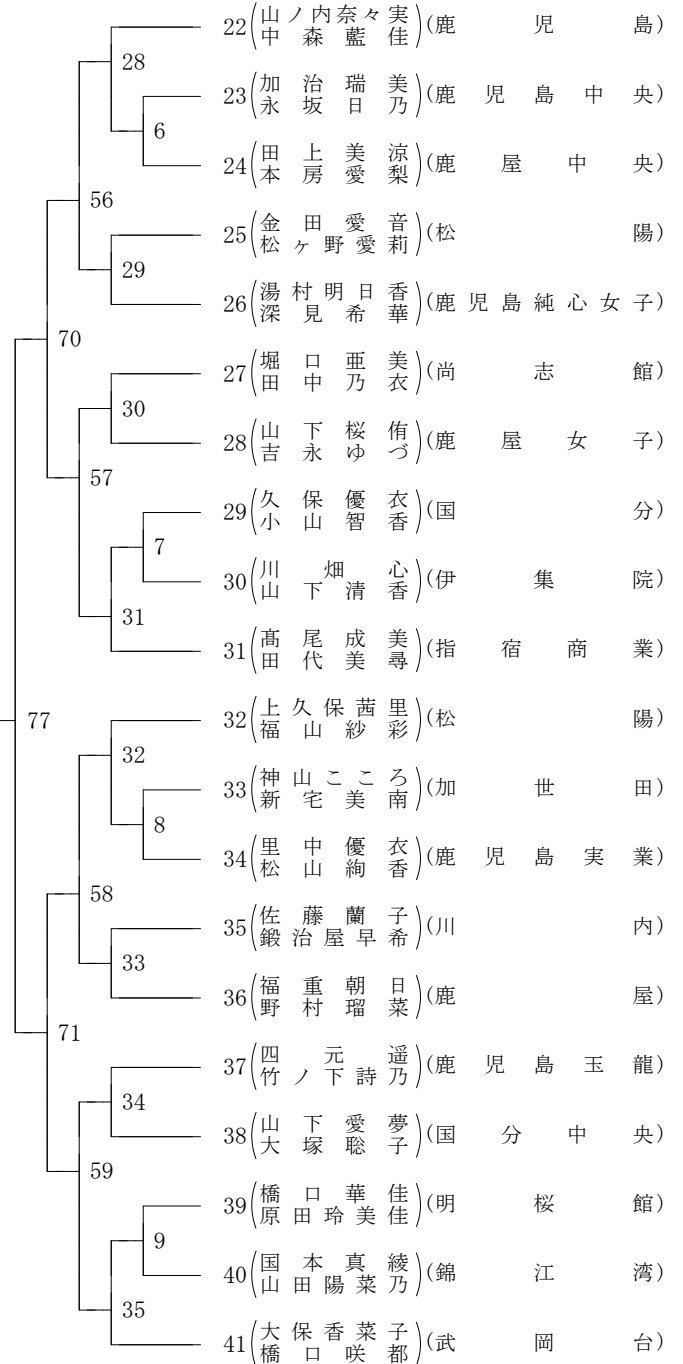 22 山ノ内奈々実 中森藍佳 (鹿児島)
28
23 加治瑞美 永坂日乃 (鹿児島中央)
6
24 田上美涼 本房愛梨 (鹿屋中央)
56
25 金田愛音 松ヶ野愛莉 (松陽)
29
26 湯村明日香 深見希華 (鹿児島純心女子)
70
27 堀口亜美 田中乃衣 (尚志館)
30
28 山下桜侑 吉永ゆづ (鹿屋女子)
57
29 久保優衣 小山智香 (国分)
7
30 川畑心 山下清香 (伊集院)
31
31 髙尾成美 田代美尋 (指宿商業)
77
32 上久保茜里 福山紗彩 (松陽)
32
33 神山こころ 新宅美南 (加世田)
8
34 里中優衣 松山絢香 (鹿児島実業)
58
35 佐藤蘭子 鍛治屋早希 (川内)
33
36 福重朝日 野村瑠菜 (鹿屋)
71
37 四元遥 竹ノ下詩乃 (鹿児島玉龍)
34
38 山下愛夢 大塚聡子 (国分中央)
59
39 橋口華佳 原田玲美佳 (明桜館)
9
40 国本真綾 山田陽菜乃 (錦江湾)
35
41 大保香菜子 橋口咲都 (武岡台)